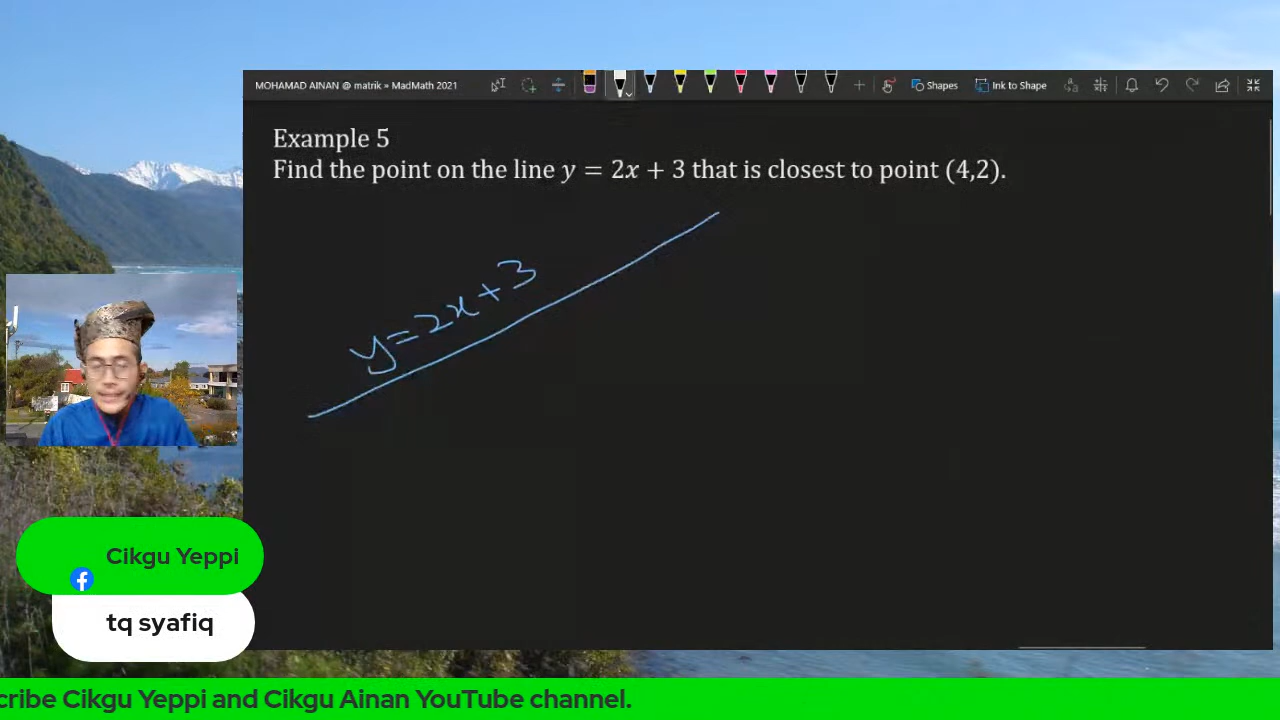 MOHAMAD AINAN @ matrik » MadMath 2021
Shapes
Ink to Shape
Example 5
Find the point on the line y = 2x + 3 that is closest to point (4,2).
y=2x+3
Cikgu Yeppi
tq syafiq
cribe Cikgu Yeppi and Cikgu Ainan YouTube channel.